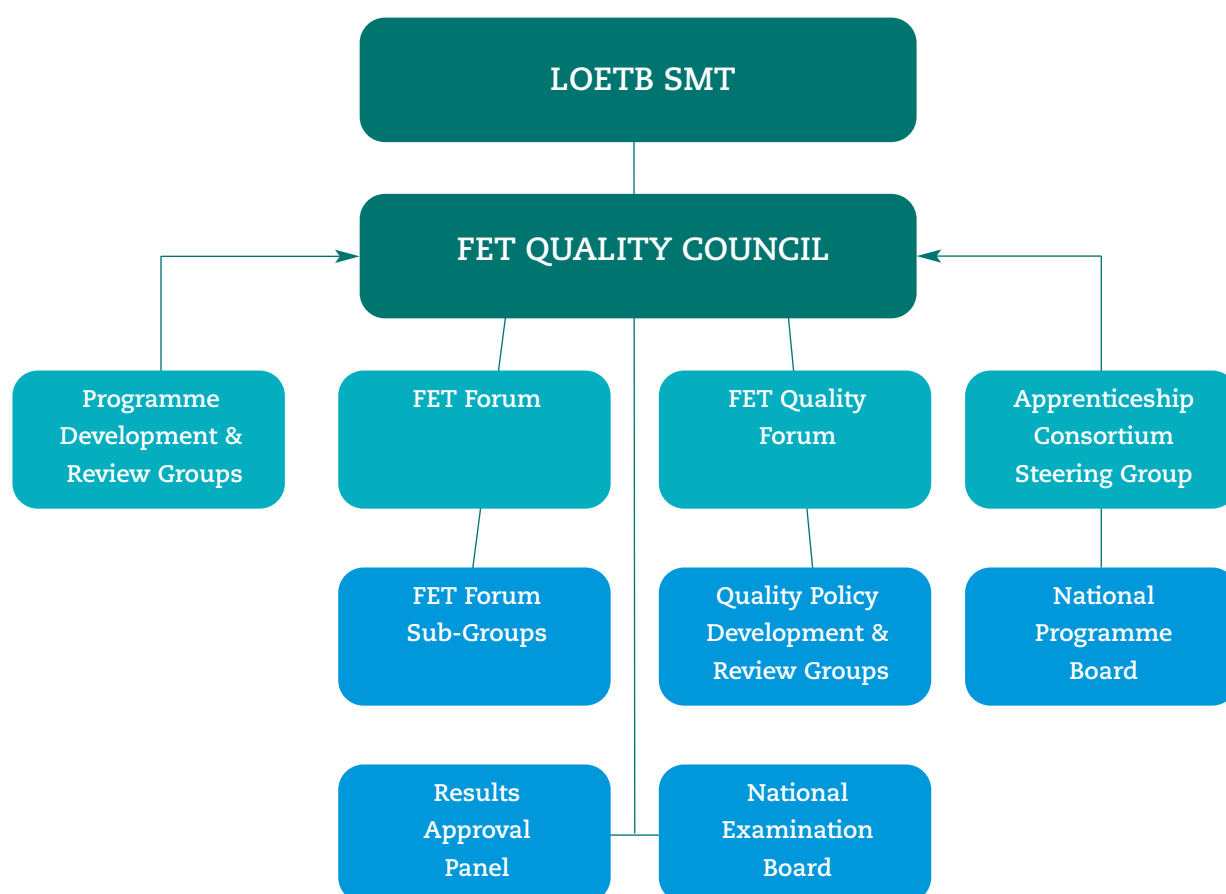 LOETB SMT
FET QUALITY COUNCIL
Programme
Development &
Review Groups
FET Forum
FET Quality
Forum
Apprenticeship
Consortium
Steering Group
FET Forum
Sub-Groups
Quality Policy
Development &
Review Groups
National
Programme
Board
Results
Approval
Panel
National
Examination
Board